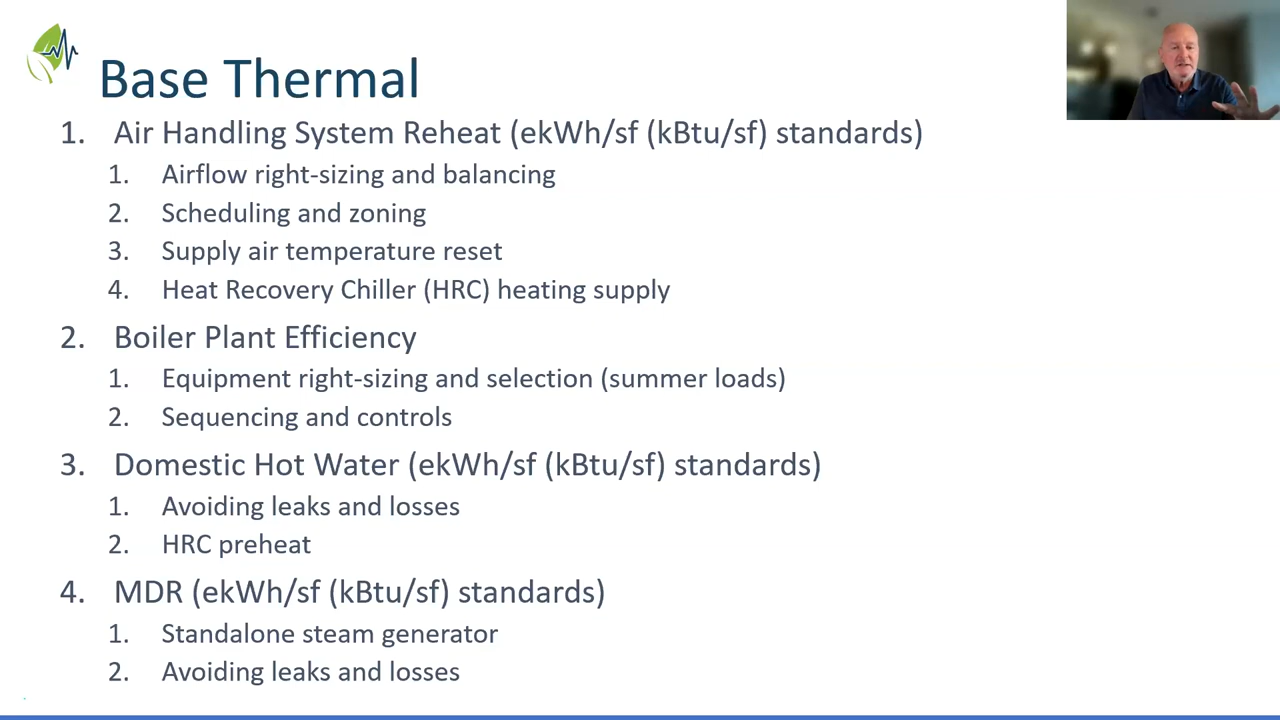 Base Thermal
1. Air Handling System Reheat (ekWh/sf (kBtu/sf) standards)
1. Airflow right-sizing and balancing
2. Scheduling and zoning
3. Supply air temperature reset
4. Heat Recovery Chiller (HRC) heating supply
2. Boiler Plant Efficiency
1. Equipment right-sizing and selection (summer loads)
2. Sequencing and controls
3. Domestic Hot Water (ekWh/sf (kBtu/sf) standards)
1. Avoiding leaks and losses
2. HRC preheat
4. MDR (ekWh/sf (kBtu/sf) standards)
1. Standalone steam generator
2. Avoiding leaks and losses